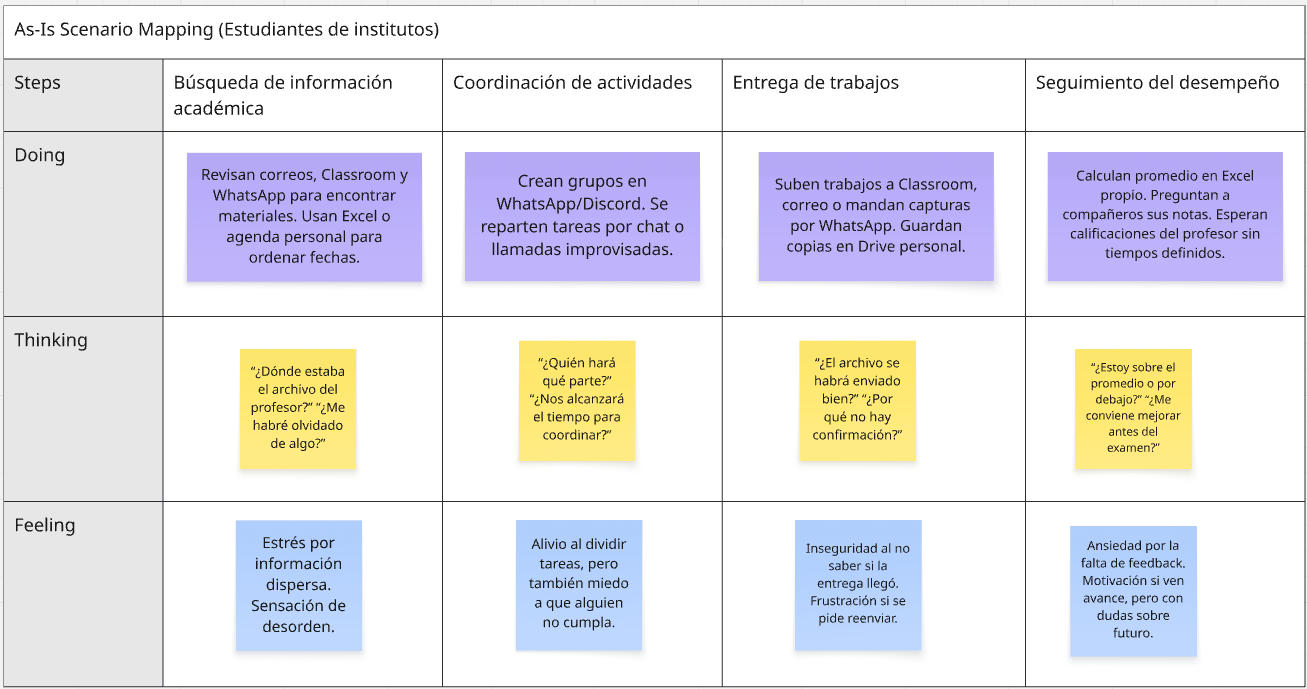 As-Is Scenario Mapping (Estudiantes de institutos)
Steps
Búsqueda de información
académica
Coordinación de actividades
Entrega de trabajos
Seguimiento del desempeño
Doing
Revisan correos, Classroom y
WhatsApp para encontrar
materiales. Usan Excel o
agenda personal para
ordenar fechas.
Crean grupos en
WhatsApp/Discord. Se
reparten tareas por chat o
llamadas improvisadas.
Suben trabajos a Classroom,
correo o mandan capturas
por WhatsApp. Guardan
copias en Drive personal.
Calculan promedio en Excel
propio. Preguntan a
compañeros sus notas. Esperan
calificaciones del profesor sin
tiempos definidos.
Thinking
“¿Dónde estaba
el archivo del
profesor?” “¿Me
habré olvidado
de algo?”
“¿Quién hará
qué parte?”
“¿Nos alcanzará
el tiempo para
coordinar?”
“¿El archivo se
habrá enviado
bien?” “¿Por
qué no hay
confirmación?”
“¿Estoy sobre el
promedio o por
debajo?” “¿Me
conviene mejorar
antes del
examen?”
Feeling
Estrés por
información
dispersa.
Sensación de
desorden.
Alivio al dividir
tareas, pero
también miedo
a que alguien
no cumpla.
Inseguridad al no
saber si la
entrega llegó.
Frustración si se
pide reenviar.
Ansiedad por la
falta de feedback.
Motivación si ven
avance, pero con
dudas sobre
futuro.